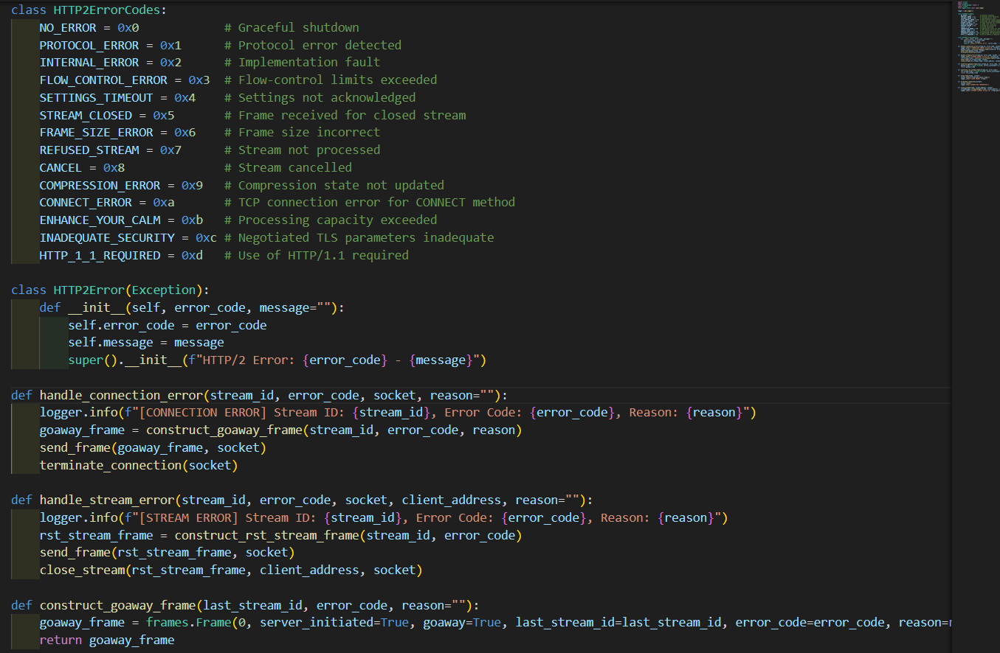 class HTTP2ErrorCodes:
    NO_ERROR = 0x0            # Graceful shutdown
    PROTOCOL_ERROR = 0x1      # Protocol error detected
    INTERNAL_ERROR = 0x2      # Implementation fault
    FLOW_CONTROL_ERROR = 0x3  # Flow-control limits exceeded
    SETTINGS_TIMEOUT = 0x4    # Settings not acknowledged
    STREAM_CLOSED = 0x5       # Frame received for closed stream
    FRAME_SIZE_ERROR = 0x6    # Frame size incorrect
    REFUSED_STREAM = 0x7      # Stream not processed
    CANCEL = 0x8              # Stream cancelled
    COMPRESSION_ERROR = 0x9   # Compression state not updated
    CONNECT_ERROR = 0xa       # TCP connection error for CONNECT method
    ENHANCE_YOUR_CALM = 0xb   # Processing capacity exceeded
    INADEQUATE_SECURITY = 0xc # Negotiated TLS parameters inadequate
    HTTP_1_1_REQUIRED = 0xd   # Use of HTTP/1.1 required

class HTTP2Error(Exception):
    def __init__(self, error_code, message=""):
        self.error_code = error_code
        self.message = message
        super().__init__(f"HTTP/2 Error: {error_code} - {message}")

def handle_connection_error(stream_id, error_code, socket, reason=""):
    logger.info(f"[CONNECTION ERROR] Stream ID: {stream_id}, Error Code: {error_code}, Reason: {reason}")
    goaway_frame = construct_goaway_frame(stream_id, error_code, reason)
    send_frame(goaway_frame, socket)
    terminate_connection(socket)

def handle_stream_error(stream_id, error_code, socket, client_address, reason=""):
    logger.info(f"[STREAM ERROR] Stream ID: {stream_id}, Error Code: {error_code}, Reason: {reason}")
    rst_stream_frame = construct_rst_stream_frame(stream_id, error_code)
    send_frame(rst_stream_frame, socket)
    close_stream(rst_stream_frame, client_address, socket)

def construct_goaway_frame(last_stream_id, error_code, reason=""):
    goaway_frame = frames.Frame(0, server_initiated=True, goaway=True, last_stream_id=last_stream_id, error_code=error_code, reason=
    return goaway_frame